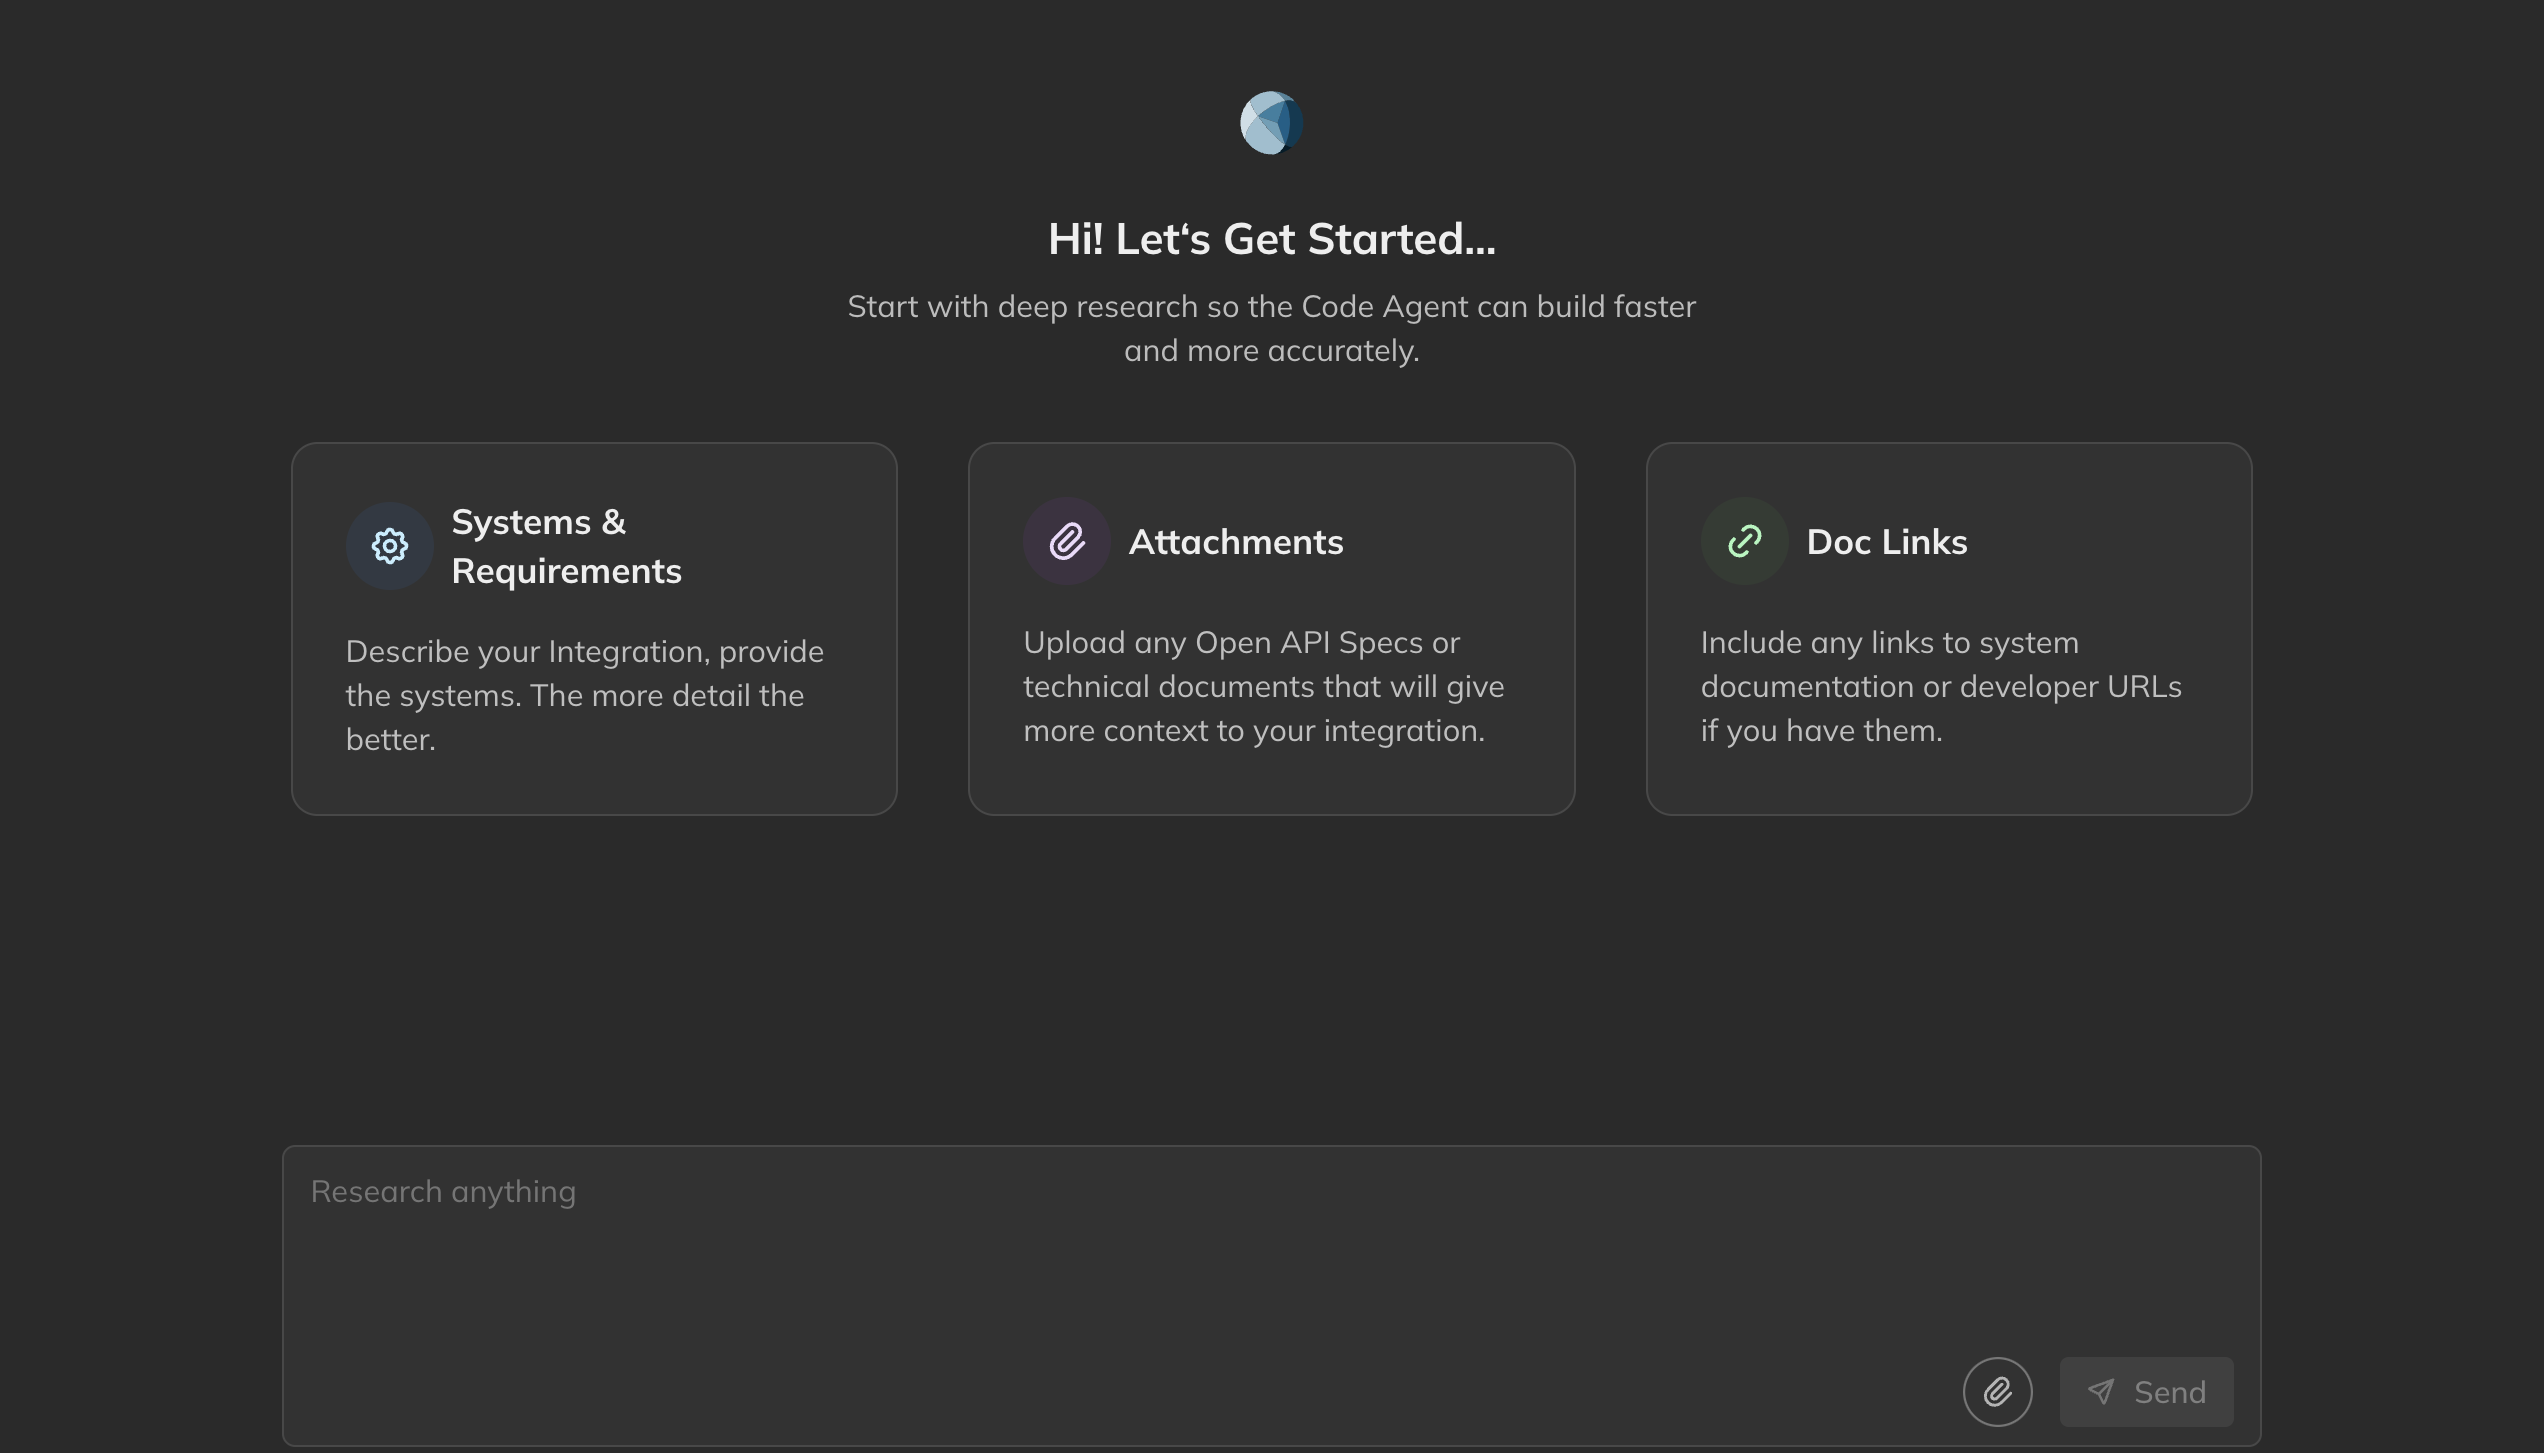 Hi! Let‘s Get Started...
Start with deep research so the Code Agent can build faster
and more accurately.
Systems &
Requirements
Describe your Integration, provide
the systems. The more detail the
better.
Attachments
Upload any Open API Specs or
technical documents that will give
more context to your integration.
Doc Links
Include any links to system
documentation or developer URLs
if you have them.
Research anything
Send